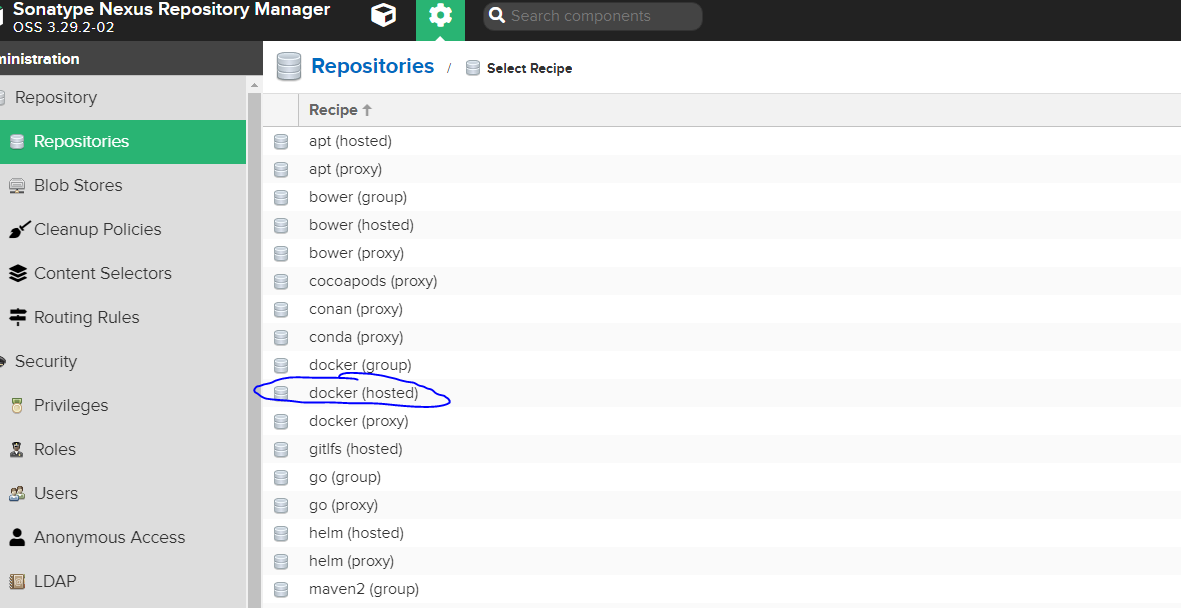 Sonatype Nexus Repository Manager
OSS 3.29.2-02
Search components
ministration
Repository
Repositories
Blob Stores
Cleanup Policies
Content Selectors
Routing Rules
Security
Privileges
Roles
Users
Anonymous Access
LDAP
Repositories / Select Recipe
Recipe
apt (hosted)
apt (proxy)
bower (group)
bower (hosted)
bower (proxy)
cocoapods (proxy)
conan (proxy)
conda (proxy)
docker (group)
docker (hosted)
docker (proxy)
gitlfs (hosted)
go (group)
go (proxy)
helm (hosted)
helm (proxy)
maven2 (group)